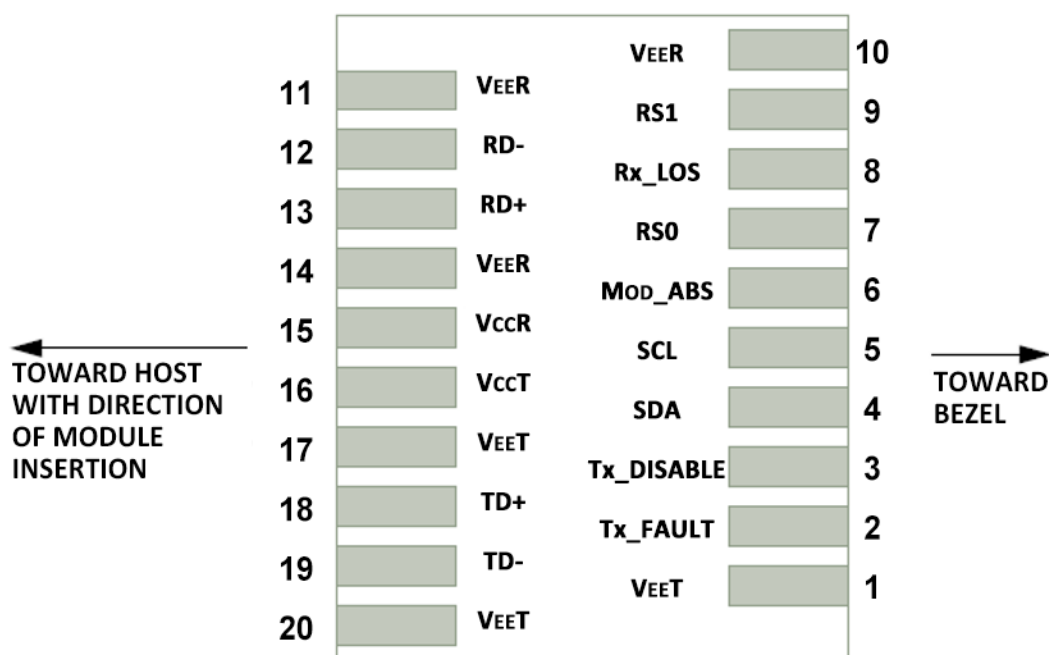 VEER 10
11 VEER
RS1 9
12 RD-
Rx_LOS 8
13 RD+
RS0 7
14 VEER
MOD_ABS 6
15 VCCR
SCL 5
16 VCCT
SDA 4
17 VEET
Tx_DISABLE 3
18 TD+
Tx_FAULT 2
19 TD-
VEET 1
20 VEET
TOWARD HOST
WITH DIRECTION
OF MODULE
INSERTION
TOWARD
BEZEL